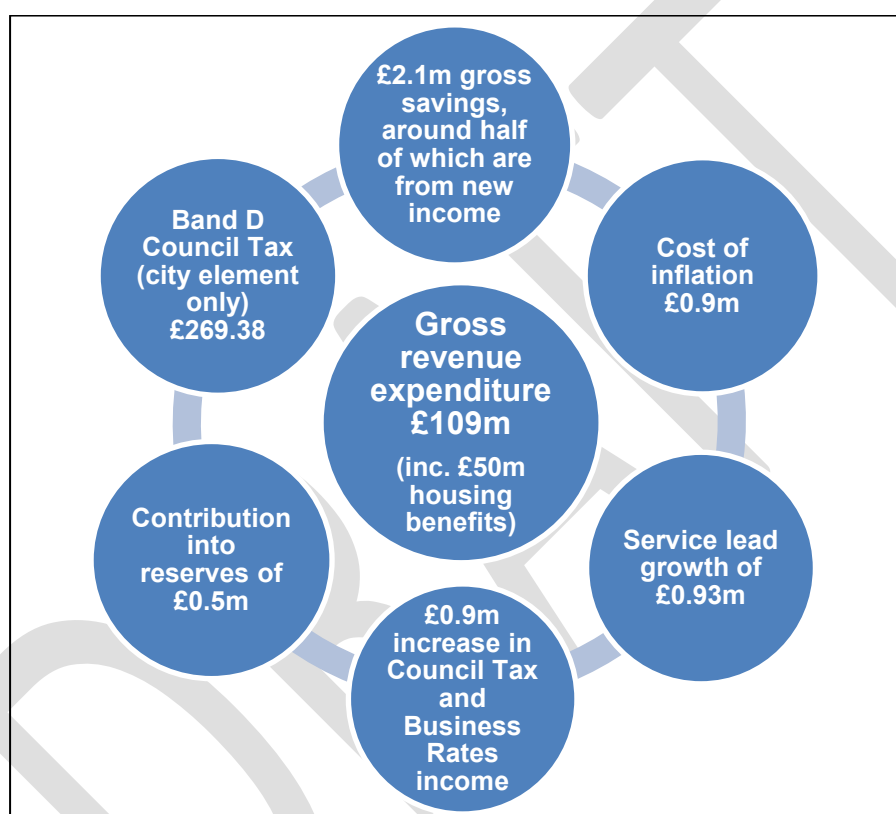 £2.1m gross
savings,
around half
of which are
from new
income
Band D
Council Tax
(city element
only)
£269.38
Cost of
inflation
£0.9m
Gross
revenue
expenditure
£109m
(inc. £50m
housing
benefits)
Contribution
into
reserves of
£0.5m
Service lead
growth of
£0.93m
£0.9m
increase in
Council Tax
and
Business
Rates
income